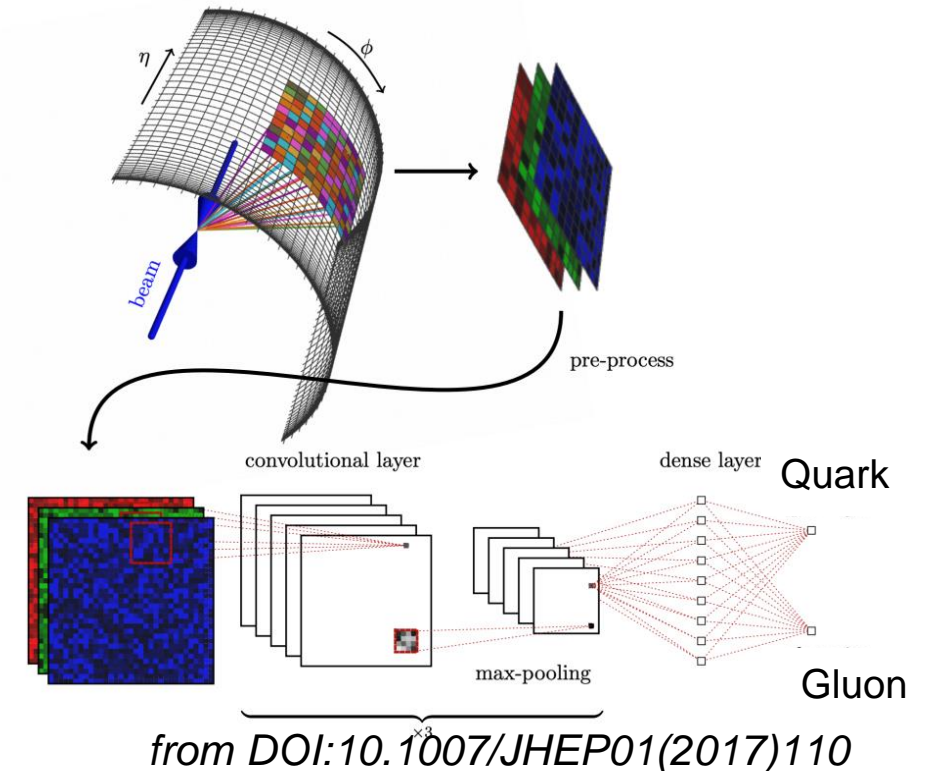 η
ϕ
beam
pre-process
convolutional layer
dense layer
Quark
max-pooling
Gluon
×3
from DOI:10.1007/JHEP01(2017)110